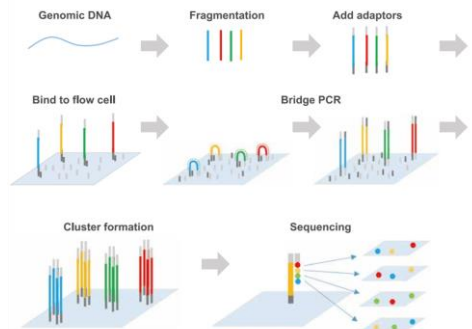 Genomic DNA
Fragmentation
Add adaptors
Bind to flow cell
Bridge PCR
Cluster formation
Sequencing